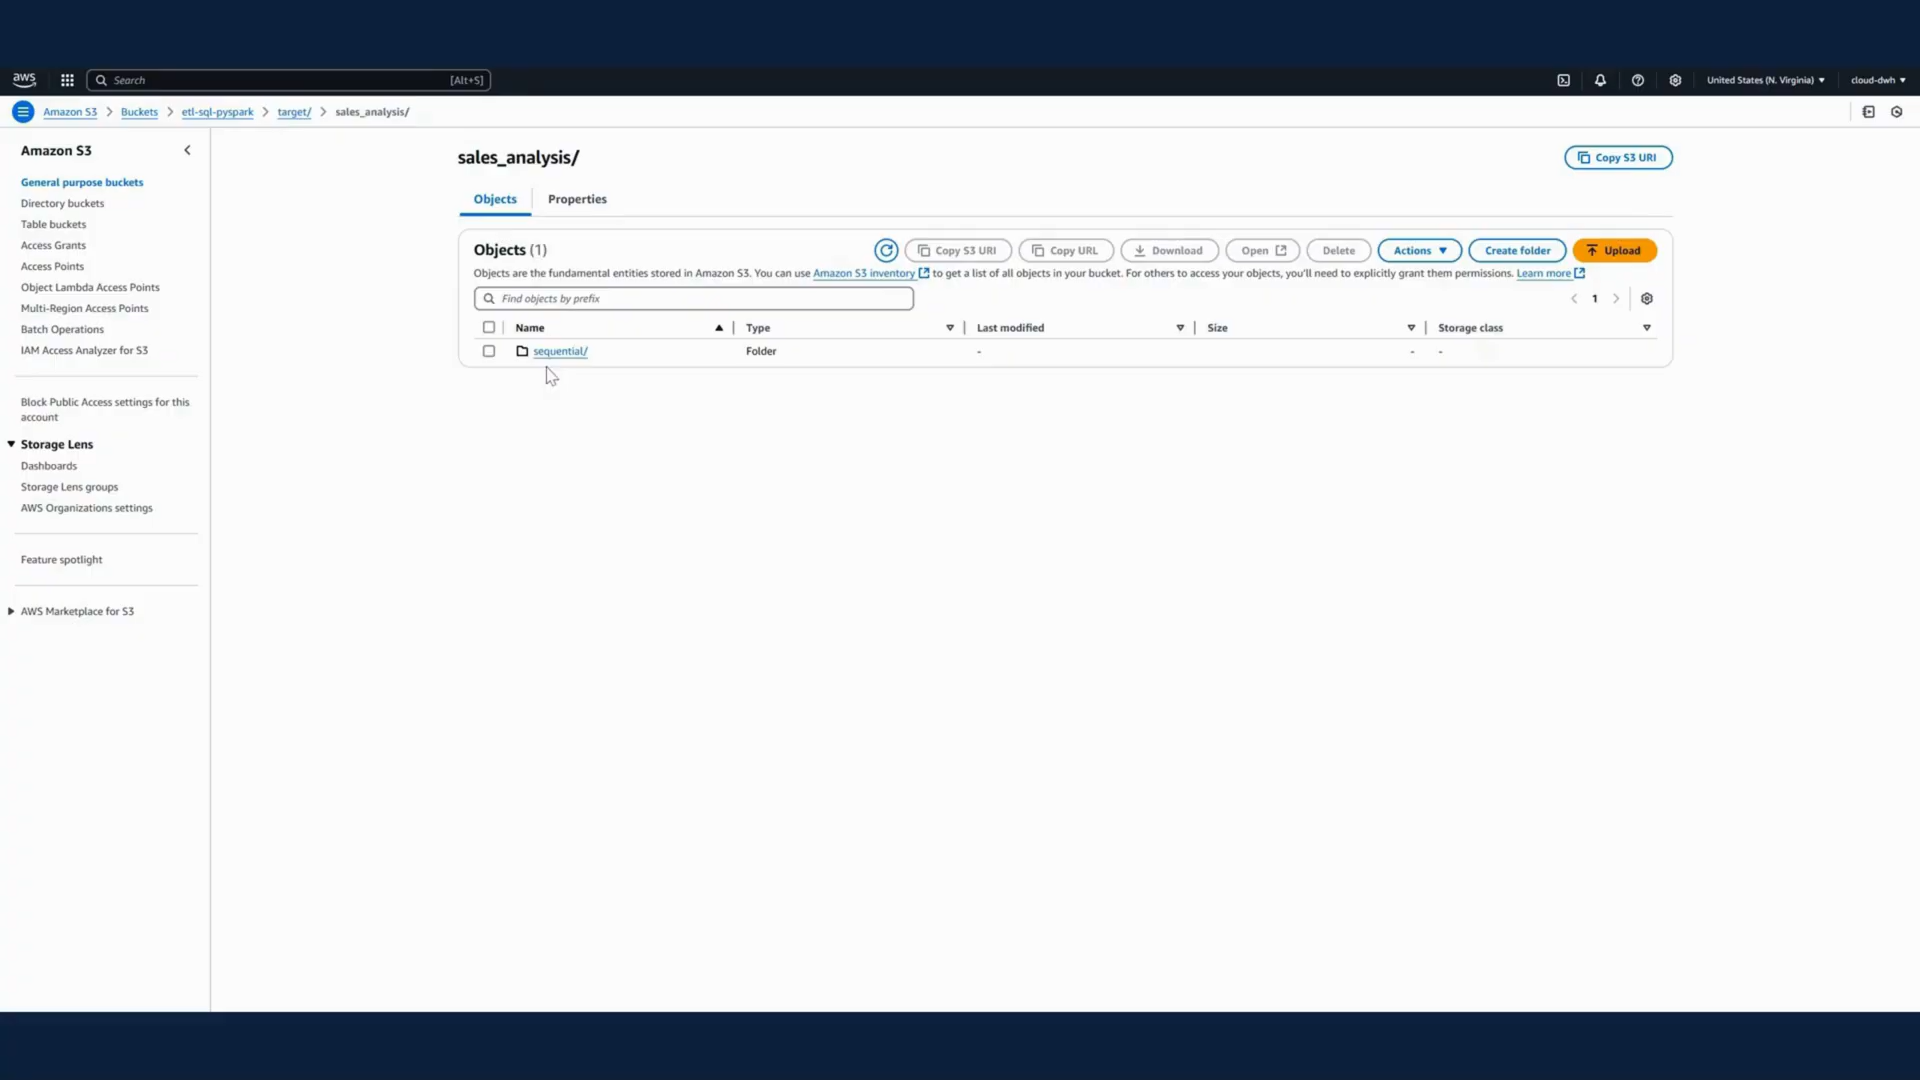 aws Search [Alt+S] United States (N. Virginia) cloud-dwh
Amazon S3 Buckets etl-sql-pyspark target/ sales_analysis/
Amazon S3
General purpose buckets
Directory buckets
Table buckets
Access Grants
Access Points
Object Lambda Access Points
Multi-Region Access Points
Batch Operations
IAM Access Analyzer for S3
Block Public Access settings for this
account
Storage Lens
Dashboards
Storage Lens groups
AWS Organizations settings
Feature spotlight
AWS Marketplace for S3
sales_analysis/ Copy S3 URI
Objects Properties
Objects (1) Copy S3 URI Copy URL Download Open Delete Actions Create folder Upload
Objects are the fundamental entities stored in Amazon S3. You can use Amazon S3 inventory to get a list of all objects in your bucket. For others to access your objects, you'll need to explicitly grant them permissions. Learn more
Find objects by prefix 1
Name Type Last modified Size Storage class
sequential/ Folder - - -